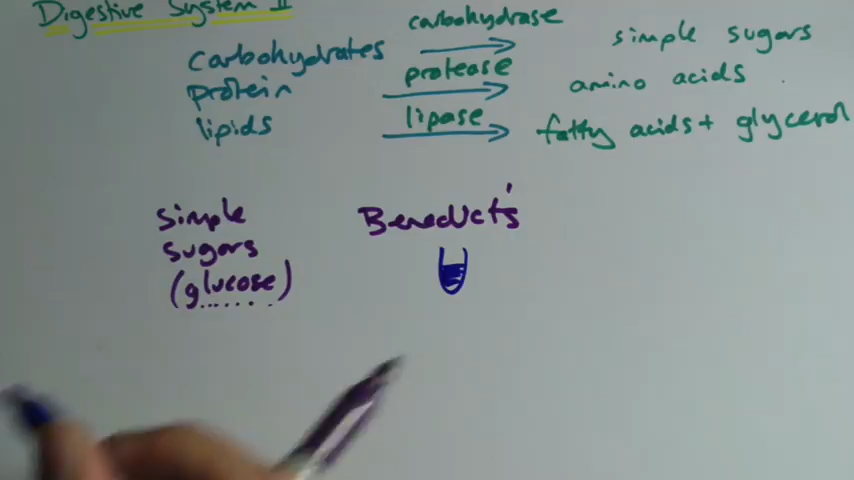 Digestive System II
carbohydrates carbohydrase simple sugars
protein protease amino acids
lipids lipase fatty acids + glycerol
simple Beneduct's
sugars
(glucose)